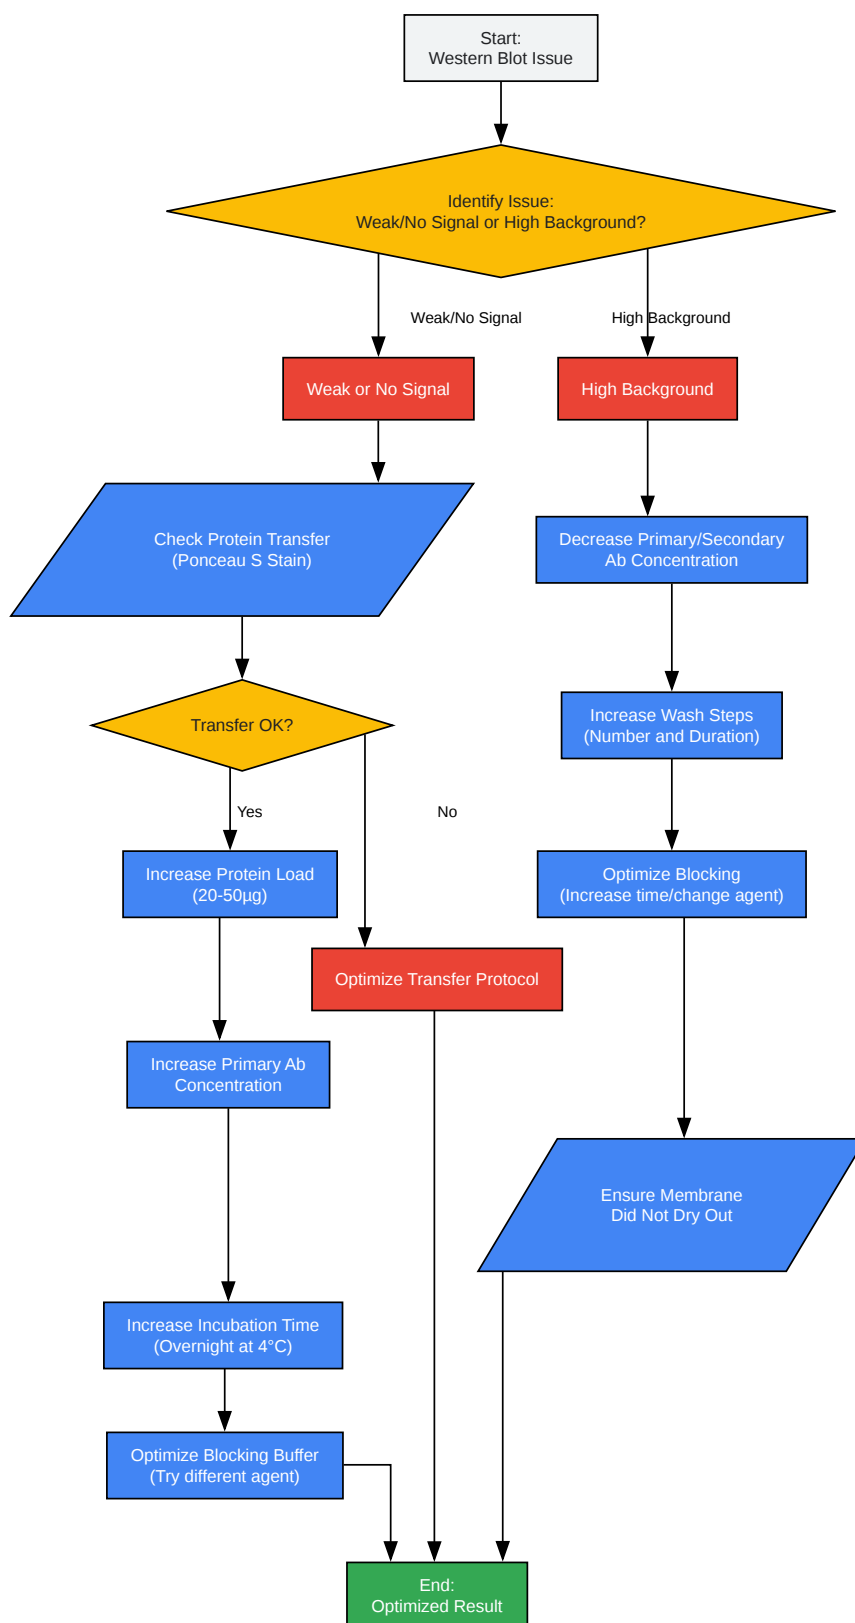 Start:
Western Blot Issue
Identify Issue:
Weak/No Signal or High Background?
Weak/No Signal
High Background
Weak or No Signal
High Background
Check Protein Transfer
(Ponceau S Stain)
Decrease Primary/Secondary
Ab Concentration
Transfer OK?
Increase Wash Steps
(Number and Duration)
Yes
No
Increase Protein Load
(20-50µg)
Optimize Blocking
(Increase time/change agent)
Optimize Transfer Protocol
Increase Primary Ab
Concentration
Ensure Membrane
Did Not Dry Out
Increase Incubation Time
(Overnight at 4°C)
Optimize Blocking Buffer
(Try different agent)
End:
Optimized Result